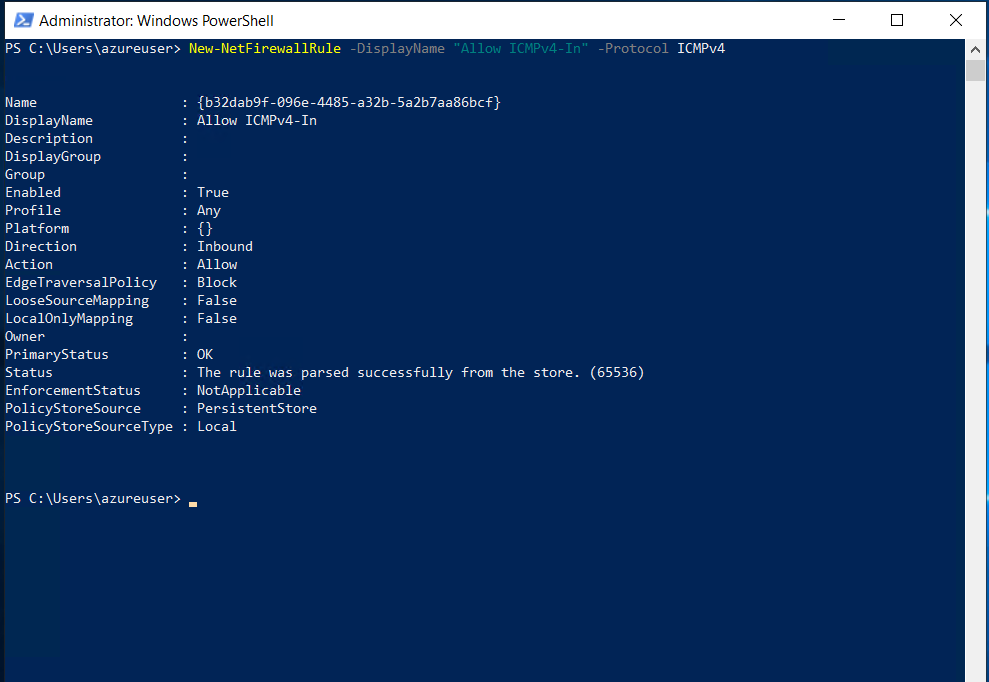 Administrator: Windows PowerShell
PS C:\Users\azureuser> New-NetFirewallRule -DisplayName "Allow ICMPv4-In" -Protocol ICMPv4
Name                  : {b32dab9f-096e-4485-a32b-5a2b7aa86bcf}
DisplayName           : Allow ICMPv4-In
Description           :
DisplayGroup          :
Group                 :
Enabled               : True
Profile               : Any
Platform              : {}
Direction             : Inbound
Action                : Allow
EdgeTraversalPolicy   : Block
LooseSourceMapping    : False
LocalOnlyMapping      : False
Owner                 :
PrimaryStatus         : OK
Status                : The rule was parsed successfully from the store. (65536)
EnforcementStatus     : NotApplicable
PolicyStoreSource     : PersistentStore
PolicyStoreSourceType : Local
PS C:\Users\azureuser>